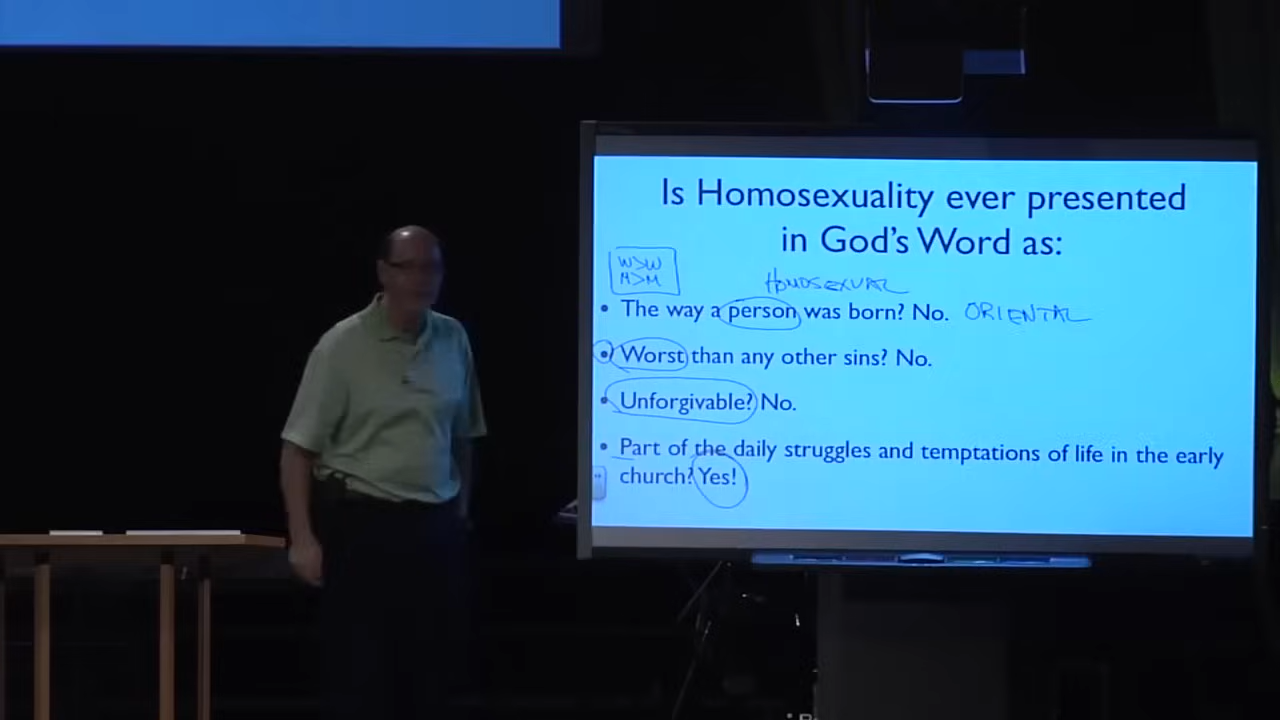 Is Homosexuality ever presented
in God's Word as:
W>W
M>M
HOMOSEXUAL
• The way a person was born? No. ORIENTAL
• Worst than any other sins? No.
• Unforgivable? No.
• Part of the daily struggles and temptations of life in the early
church? Yes!